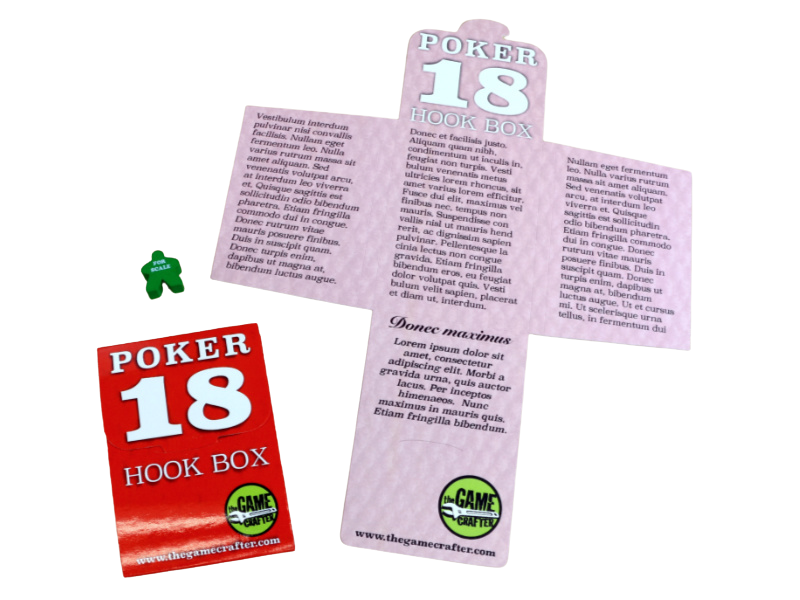 POKER
18
HOOK BOX
Donec et facilisis justo.
Aliquam quam nibh,
condimentum ut iaculis in,
feugiat non turpis. Vesti
bulum venenatis metus
ultricies lorem rhoncus, sit
amet varius lorem efficitur.
Fusce dui elit, maximus vel
finibus nec, tempus non
mauris. Suspendisse con
vallis nisi ut mauris hend
rerit, ac dignissim sapien
pulvinar. Pellentesque la
cinia lectus non congue
gravida. Etiam fringilla
bibendum eros, eu feugiat
dolor volutpat quis. Vesti
bulum velit sapien, placerat
et diam ut, interdum.
Vestibulum interdum
pulvinar nisi convallis
facilisis. Nullam eget
fermentum leo. Nulla
varius rutrum massa sit
amet aliquam. Sed
venenatis volutpat arcu,
at interdum leo viverra
et. Quisque sagittis est
sollicitudin odio bibendum
pharetra. Etiam fringilla
commodo dui in congue.
Donec rutrum vitae
mauris posuere finibus.
Duis in suscipit quam.
Donec turpis enim,
dapibus ut magna at,
bibendum luctus augue.
Nullam eget fermentum
leo. Nulla varius rutrum
massa sit amet aliquam.
Sed venenatis volutpat
arcu, at interdum leo
viverra et. Quisque
sagittis est sollicitudin
odio bibendum pharetra.
Etiam fringilla commodo
dui in congue. Donec
rutrum vitae mauris
posuere finibus. Duis in
suscipit quam. Donec
turpis enim, dapibus ut
magna at, bibendum
luctus augue. Ut et cursus
mi. Ut scelerisque urna
tellus, in fermentum dui
Donec maximus
Lorem ipsum dolor sit
amet, consectetur
adipiscing elit. Morbi a
gravida urna, quis auctor
lacus. Per inceptos
himenaeos. Nunc
maximus in mauris quis.
Etiam fringilla bibendum.
the GAME
CRAFTER
www.thegamecrafter.com
FOR
SCALE
POKER
18
HOOK BOX
the GAME
CRAFTER
www.thegamecrafter.com